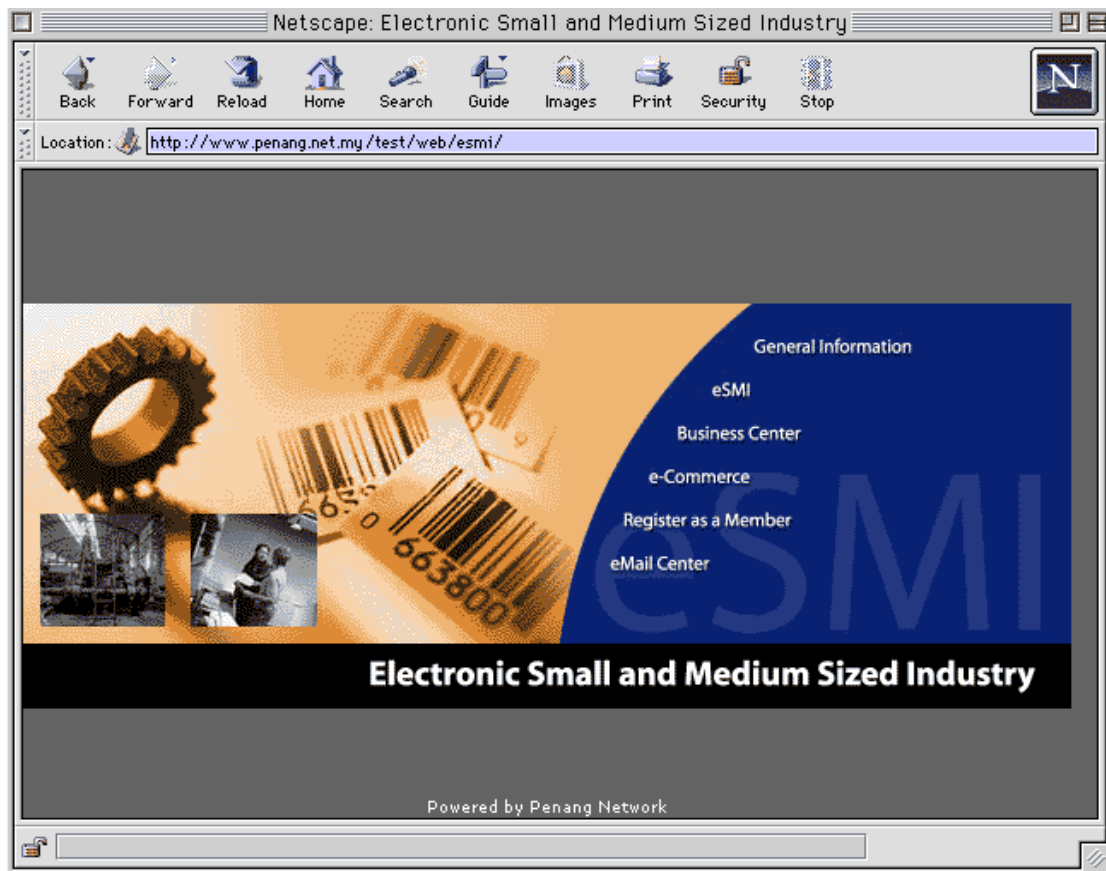 Netscape: Electronic Small and Medium Sized Industry
Back Forward Reload Home Search Guide Images Print Security Stop
N
Location: http://www.penang.net.my/test/web/esmi/
General Information
eSMI
Business Center
e-Commerce
Register as a Member
eMail Center
eSMI
663800
Electronic Small and Medium Sized Industry
Powered by Penang Network